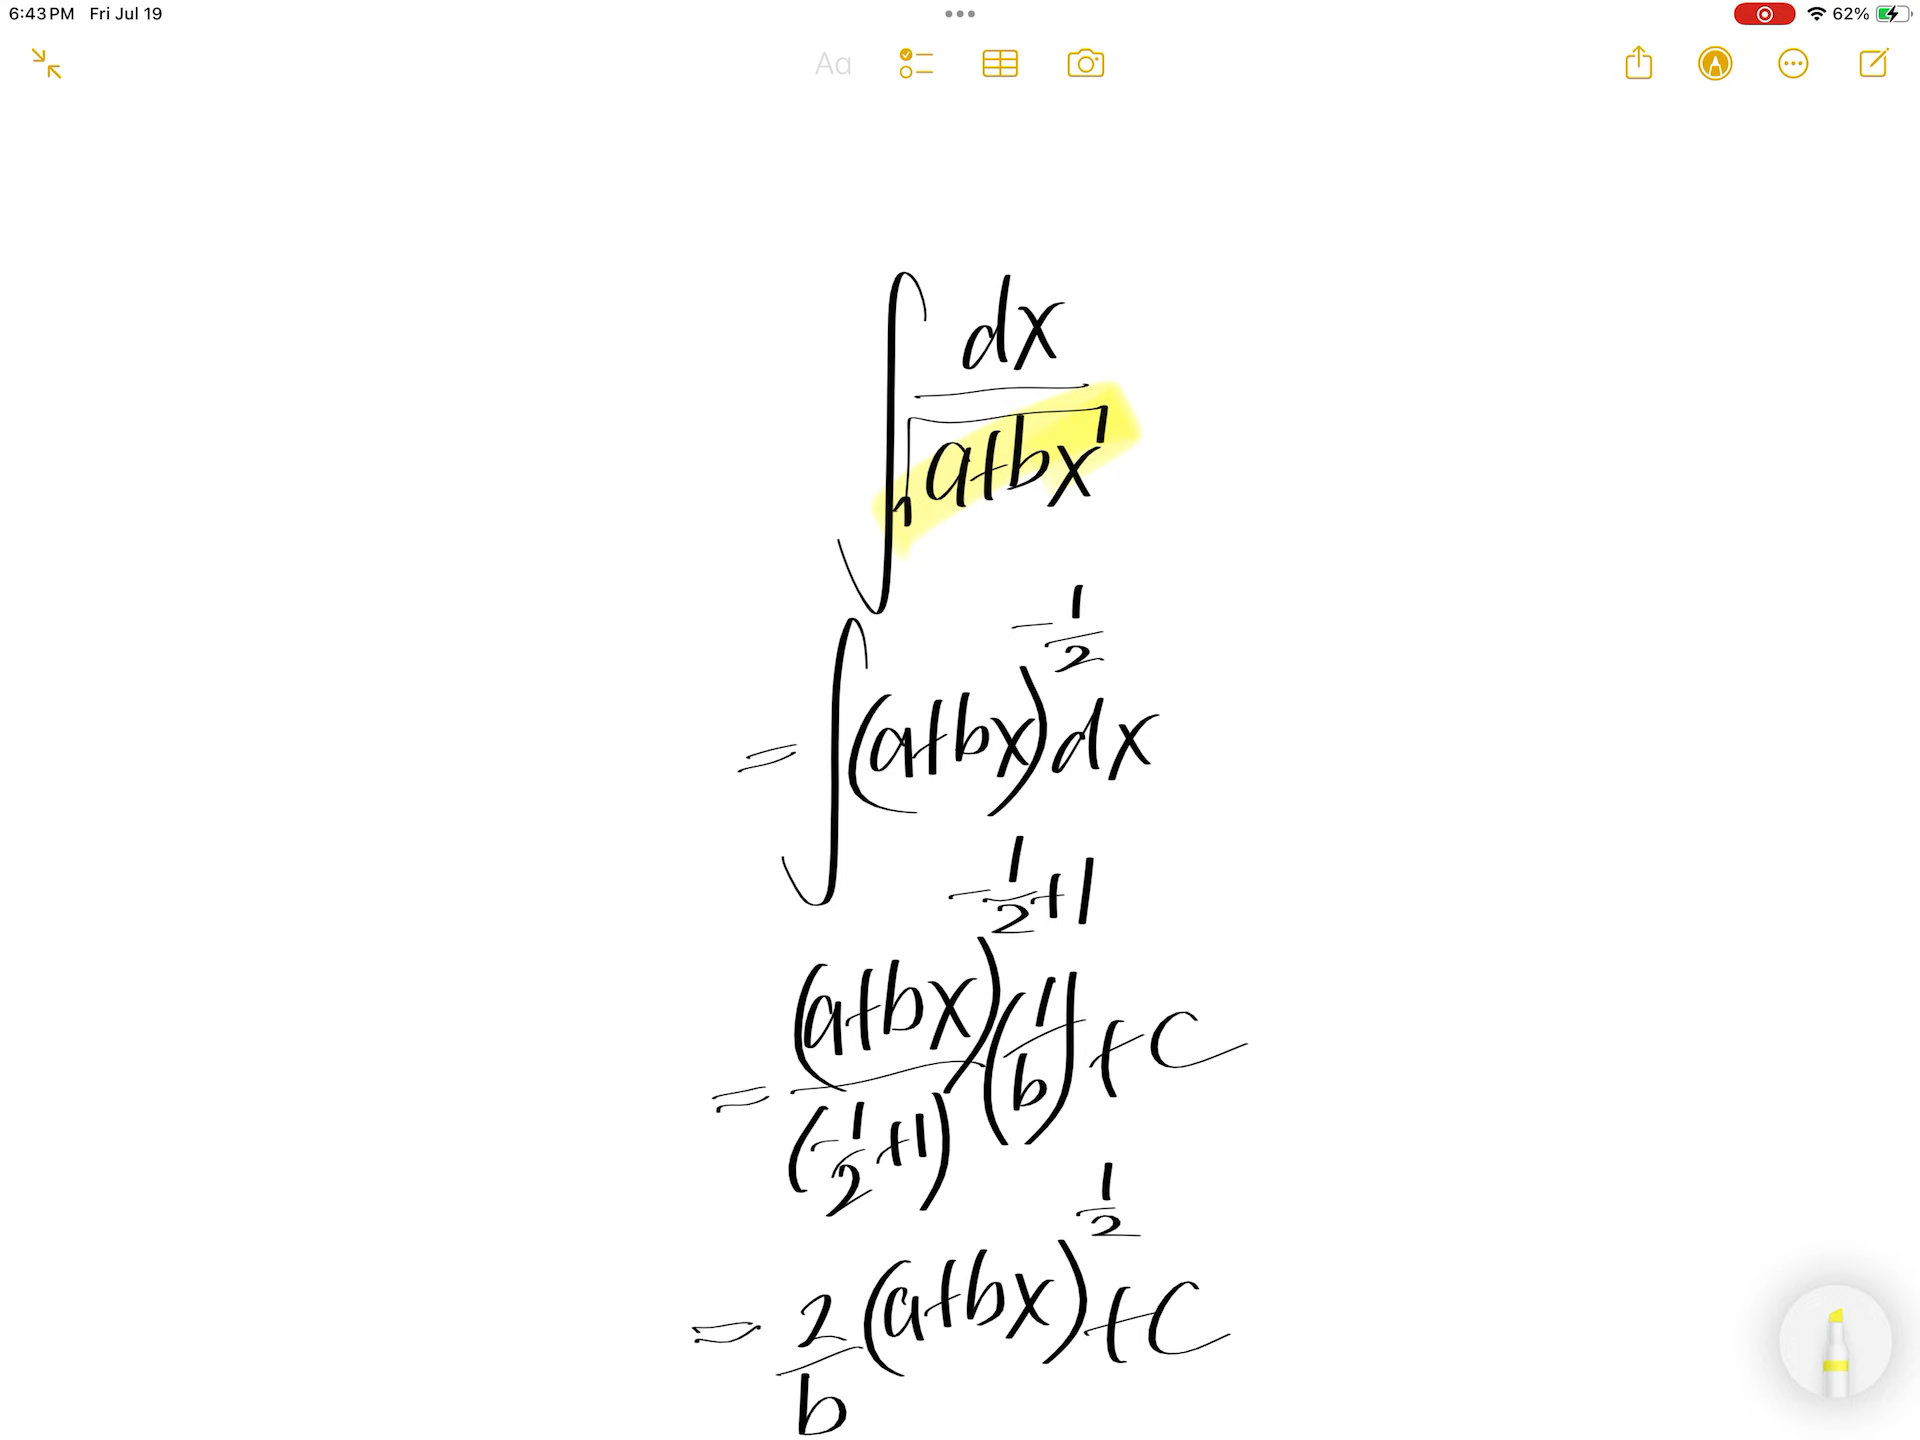 6:43 PM Fri Jul 19
62%
Aa
∫ dx / √(a+bx)
= ∫ (a+bx)^(-1/2) dx
= (a+bx)^(-1/2+1) / (-1/2+1) (1/b) + C
= 2/b (a+bx)^(1/2) + C